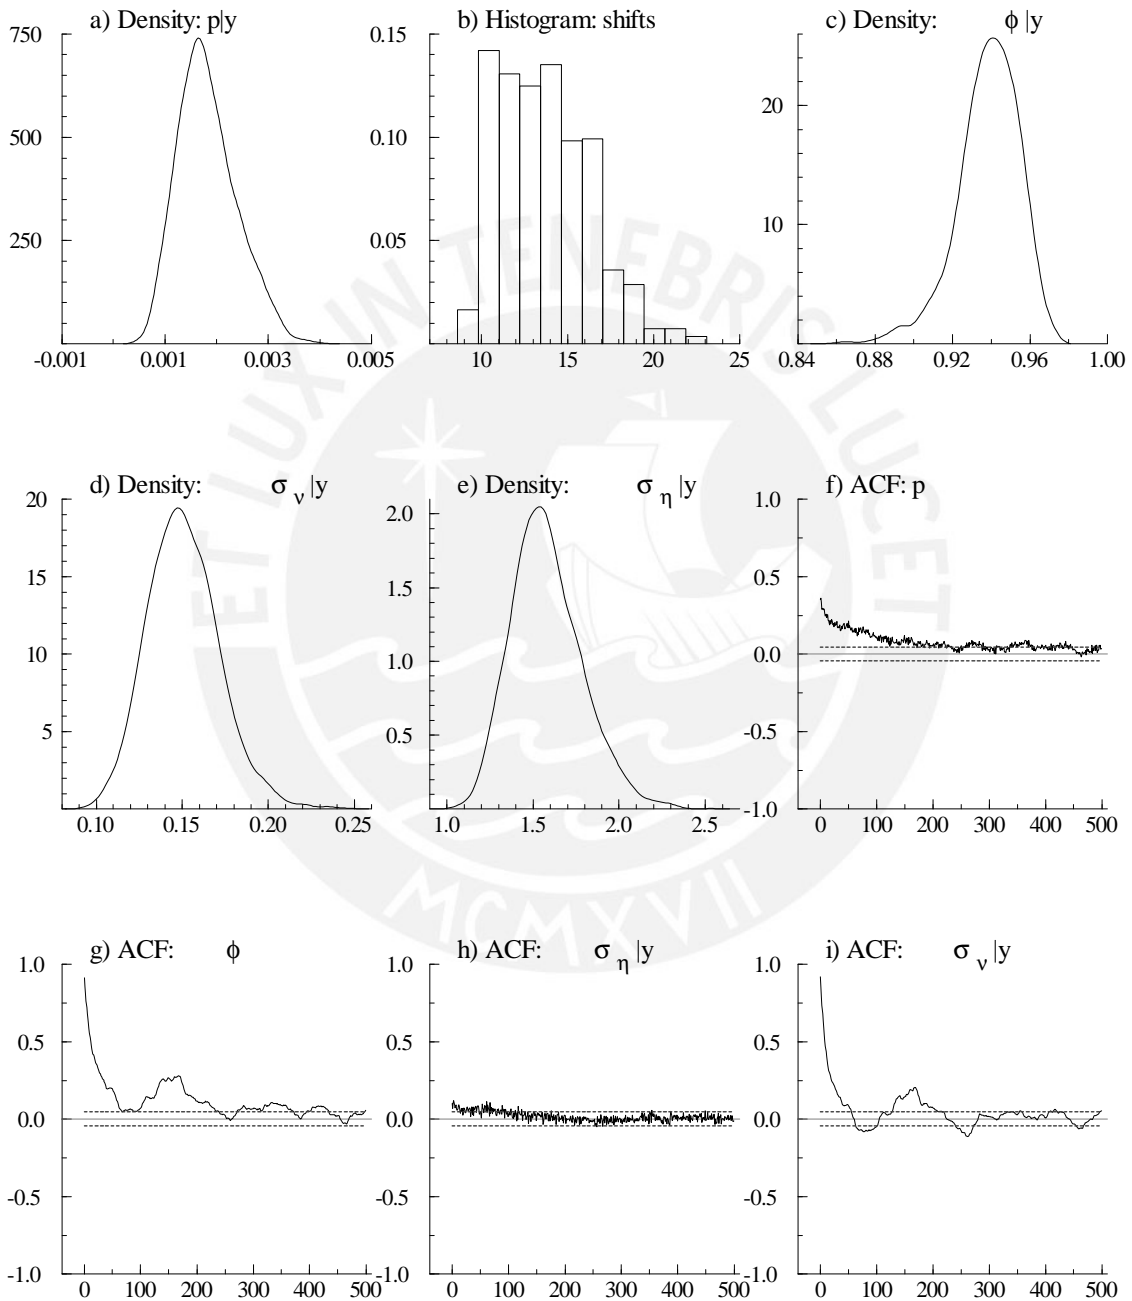 a) Density: p|y
b) Histogram: shifts
c) Density: ϕ |y
750
500
250
-0.001 0.001 0.003 0.005
0.15
0.10
0.05
10 15 20 25
20
10
0.84 0.88 0.92 0.96 1.00
d) Density: σ ν |y
e) Density: σ η |y
f) ACF: p
20
15
10
5
0.10 0.15 0.20 0.25
2.0
1.5
1.0
0.5
1.0 1.5 2.0 2.5
1.0
0.5
0.0
-0.5
-1.0
0 100 200 300 400 500
g) ACF: ϕ
h) ACF: σ η |y
i) ACF: σ ν |y
1.0
0.5
0.0
-0.5
-1.0
0 100 200 300 400 500
1.0
0.5
0.0
-0.5
-1.0
0 100 200 300 400 500
1.0
0.5
0.0
-0.5
-1.0
0 100 200 300 400 500
ET LUX IN TENEBRIS LUCET
MCMXVII